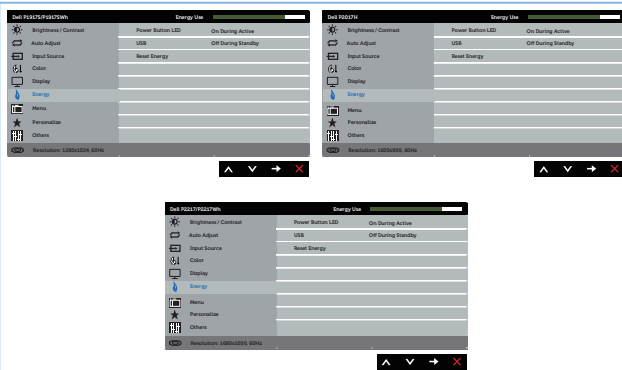 Dell P1917S/P1917SWh Energy Use
Brightness / Contrast Power Button LED On During Active
Auto Adjust USB Off During Standby
Input Source Reset Energy
Color
Display
Energy
Menu
Personalize
Others
Resolution: 1280x1024, 60Hz
Dell P2017H Energy Use
Brightness / Contrast Power Button LED On During Active
Auto Adjust USB Off During Standby
Input Source Reset Energy
Color
Display
Energy
Menu
Personalize
Others
Resolution: 1600x900, 60Hz
Dell P2217/P2217Wh Energy Use
Brightness / Contrast Power Button LED On During Active
Auto Adjust USB Off During Standby
Input Source Reset Energy
Color
Display
Energy
Menu
Personalize
Others
Resolution: 1680x1050, 60Hz